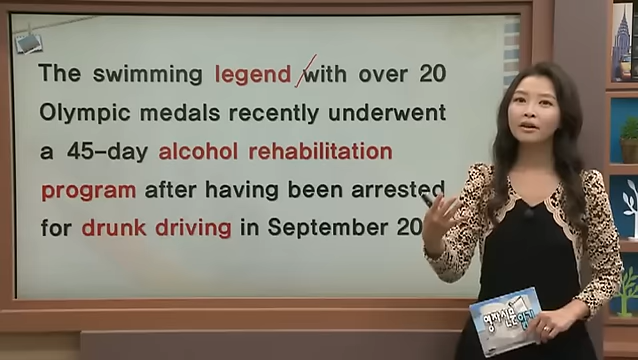 The swimming legend with over 20
Olympic medals recently underwent
a 45-day alcohol rehabilitation
program after having been arrested
for drunk driving in September 20